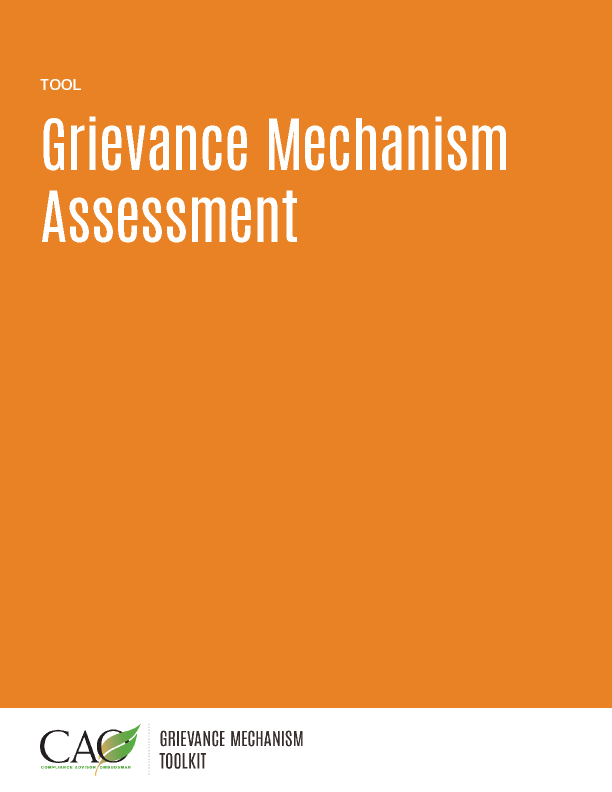 TOOL
Grievance Mechanism
Assessment
CAO
COMPLIANCE ADVISOR OMBUDSMAN
GRIEVANCE MECHANISM
TOOLKIT